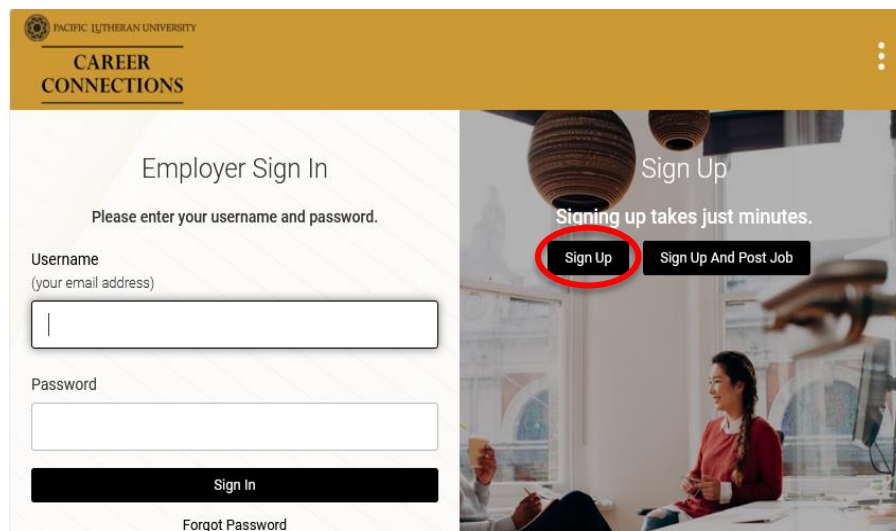 PACIFIC LUTHERAN UNIVERSITY
CAREER
CONNECTIONS
Employer Sign In
Please enter your username and password.
Username
(your email address)
Password
Sign In
Forgot Password
Sign Up
Signing up takes just minutes.
Sign Up
Sign Up And Post Job